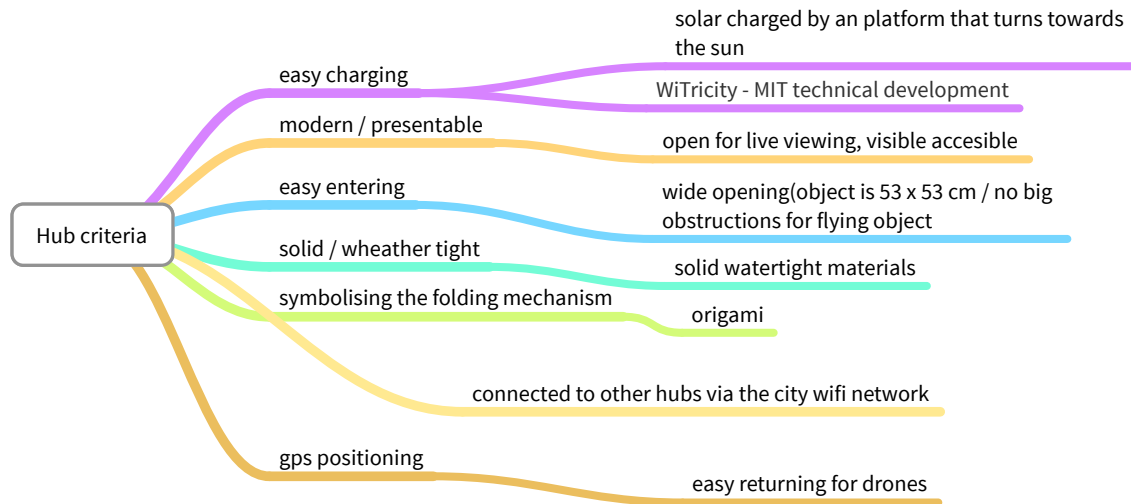 solar charged by an platform that turns towards
the sun
easy charging
WiTricity - MIT technical development
modern / presentable
open for live viewing, visible accesible
easy entering
wide opening(object is 53 x 53 cm / no big
obstructions for flying object
Hub criteria
solid / wheather tight
solid watertight materials
symbolising the folding mechanism
origami
connected to other hubs via the city wifi network
gps positioning
easy returning for drones